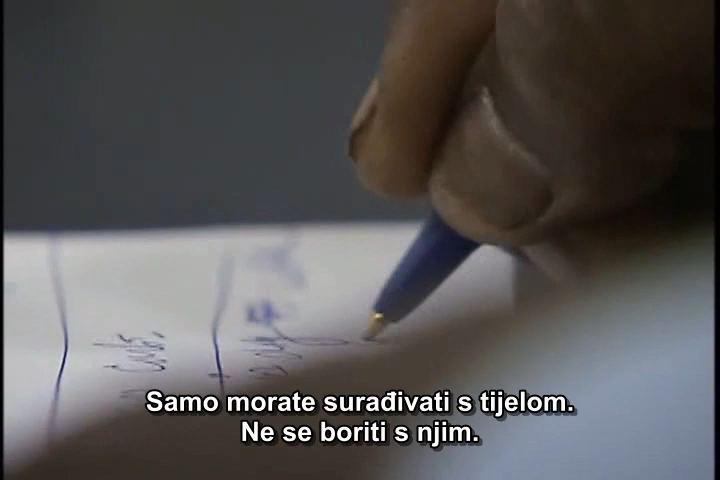 Samo morate surađivati s tijelom.
Ne se boriti s njim.